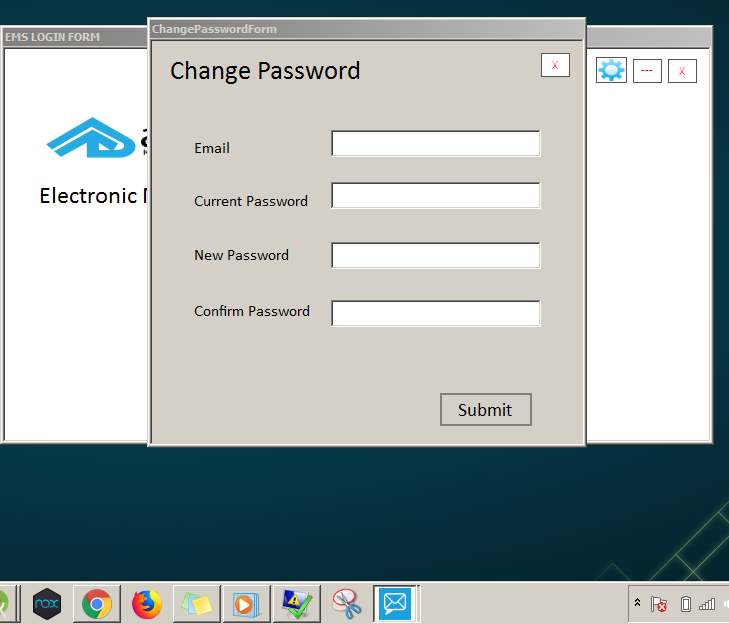 EMS LOGIN FORM
ChangePasswordForm
Change Password
X
---
X
Electronic
Email
Current Password
New Password
Confirm Password
Submit
nox